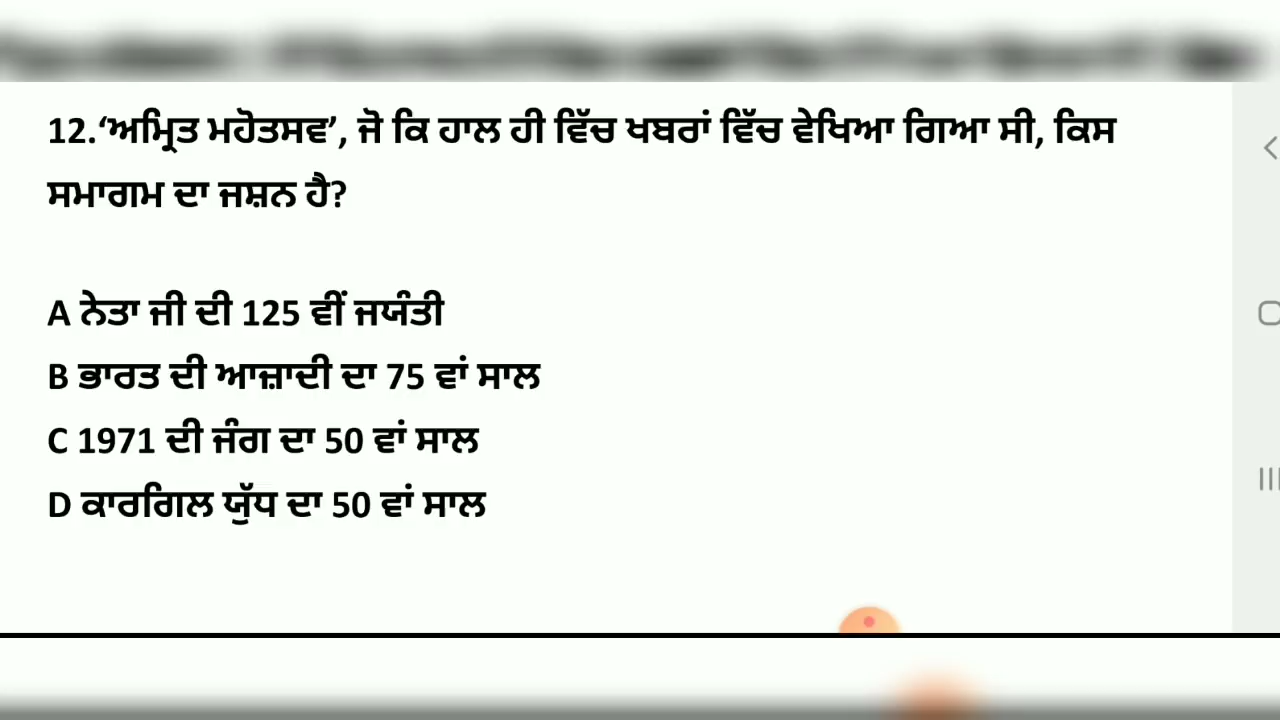 12.‘ਅਮ੍ਰਿਤ ਮਹੋਤਸਵ’, ਜੋ ਕਿ ਹਾਲ ਹੀ ਵਿੱਚ ਖਬਰਾਂ ਵਿੱਚ ਵੇਖਿਆ ਗਿਆ ਸੀ, ਕਿਸ
ਸਮਾਗਮ ਦਾ ਜਸ਼ਨ ਹੈ?
A ਨੇਤਾ ਜੀ ਦੀ 125 ਵੀਂ ਜਯੰਤੀ
B ਭਾਰਤ ਦੀ ਆਜ਼ਾਦੀ ਦਾ 75 ਵਾਂ ਸਾਲ
C 1971 ਦੀ ਜੰਗ ਦਾ 50 ਵਾਂ ਸਾਲ
D ਕਾਰਗਿਲ ਯੁੱਧ ਦਾ 50 ਵਾਂ ਸਾਲ